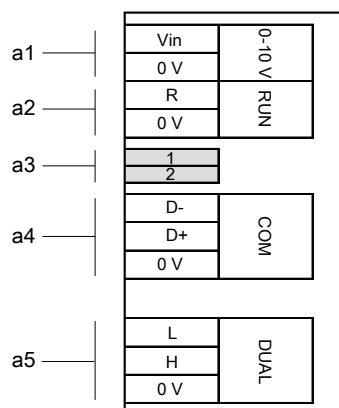 a1
Vin
0 V
0-10 V
a2
R
0 V
RUN
a3
1
2
a4
D-
D+
0 V
COM
a5
L
H
0 V
DUAL